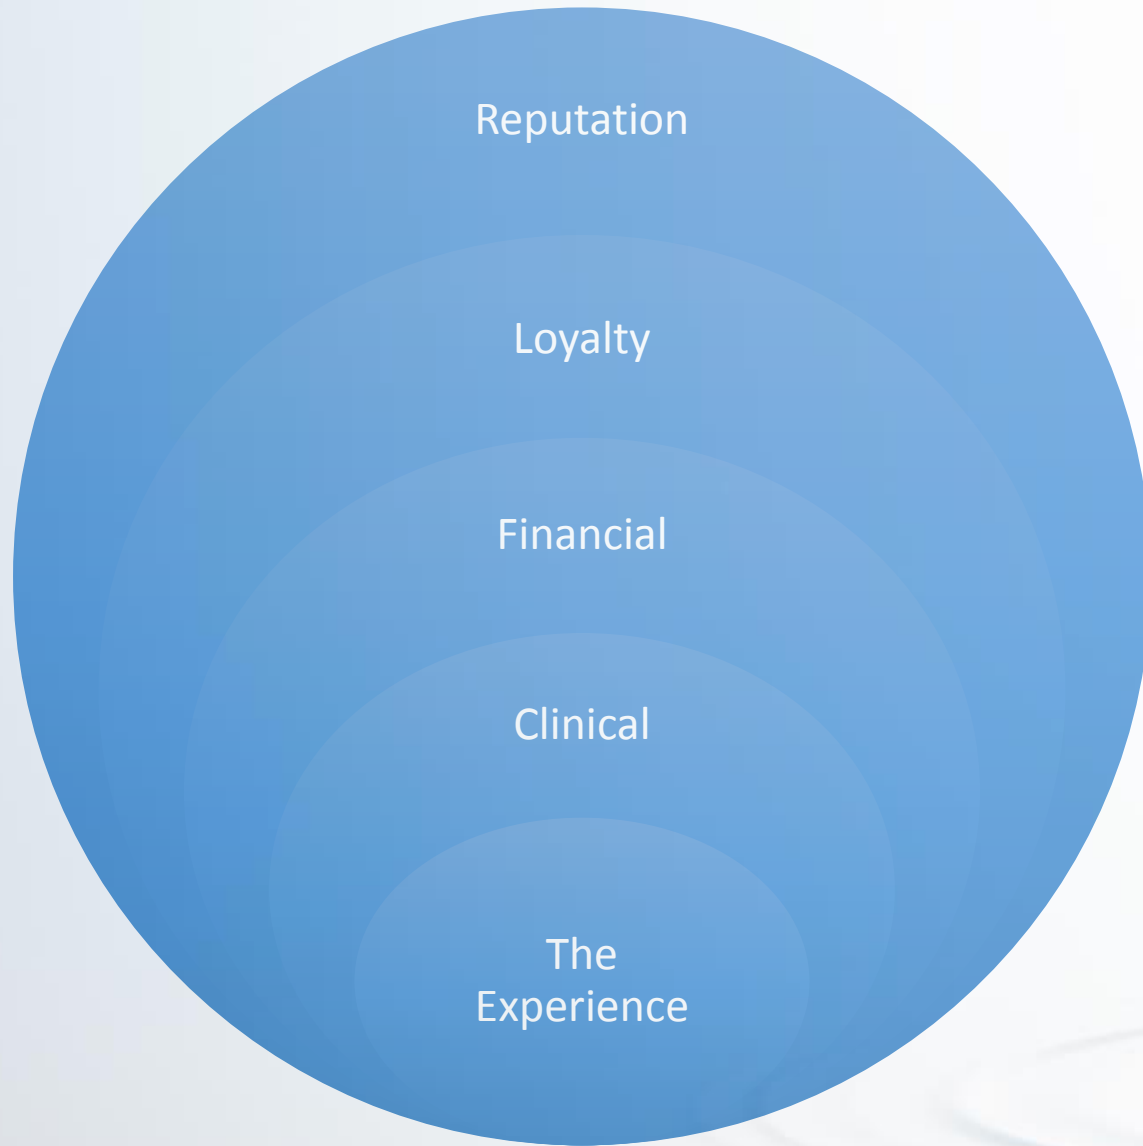 Reputation
Loyalty
Financial
Clinical
The
Experience